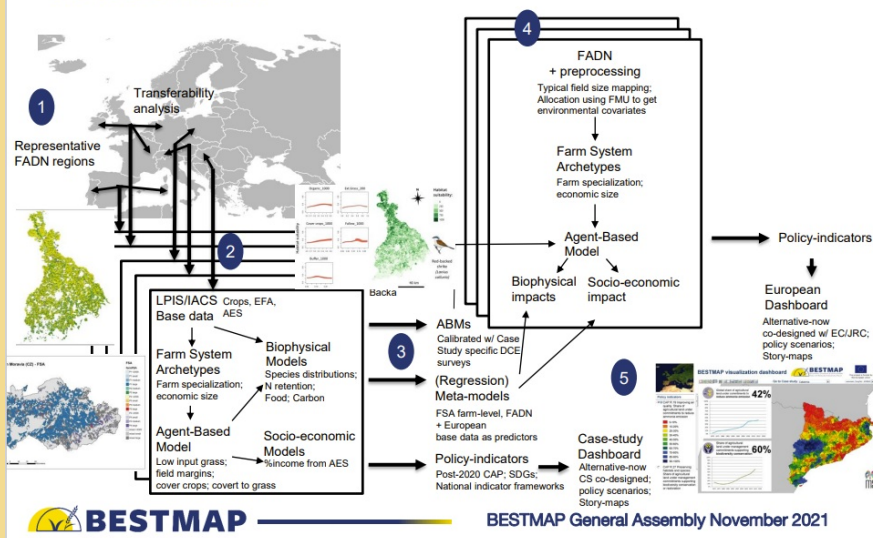 1
Transferability
analysis
Representative
FADN regions
2
LPIS/IACS
Base data
Crops, EFA,
AES
Farm System
Archetypes
Farm specialization;
economic size
Agent-Based
Model
Low input grass;
field margins;
cover crops; covert to grass
Biophysical
Models
Species distributions;
N retention;
Food; Carbon
Socio-economic
Models
%income from AES
Backa
3
ABMs
Calibrated w/ Case
Study specific DCE
surveys
(Regression)
Meta-models
FSA farm-level, FADN
+ European
base data as predictors
Policy-indicators
Post-2020 CAP; SDGs;
National indicator frameworks
4
FADN
+ preprocessing
Typical field size mapping;
Allocation using FMU to get
environmental covariates
Farm System
Archetypes
Farm specialization;
economic size
Agent-Based
Model
Biophysical
impacts
Socio-economic
impact
Policy-indicators
European
Dashboard
Alternative-now
co-designed w/ EC/JRC;
policy scenarios;
Story-maps
5
Case-study
Dashboard
Alternative-now
CS co-designed;
policy scenarios;
Story-maps
BESTMAP visualization dashboard
BESTMAP
42%
60%
BESTMAP
BESTMAP General Assembly November 2021